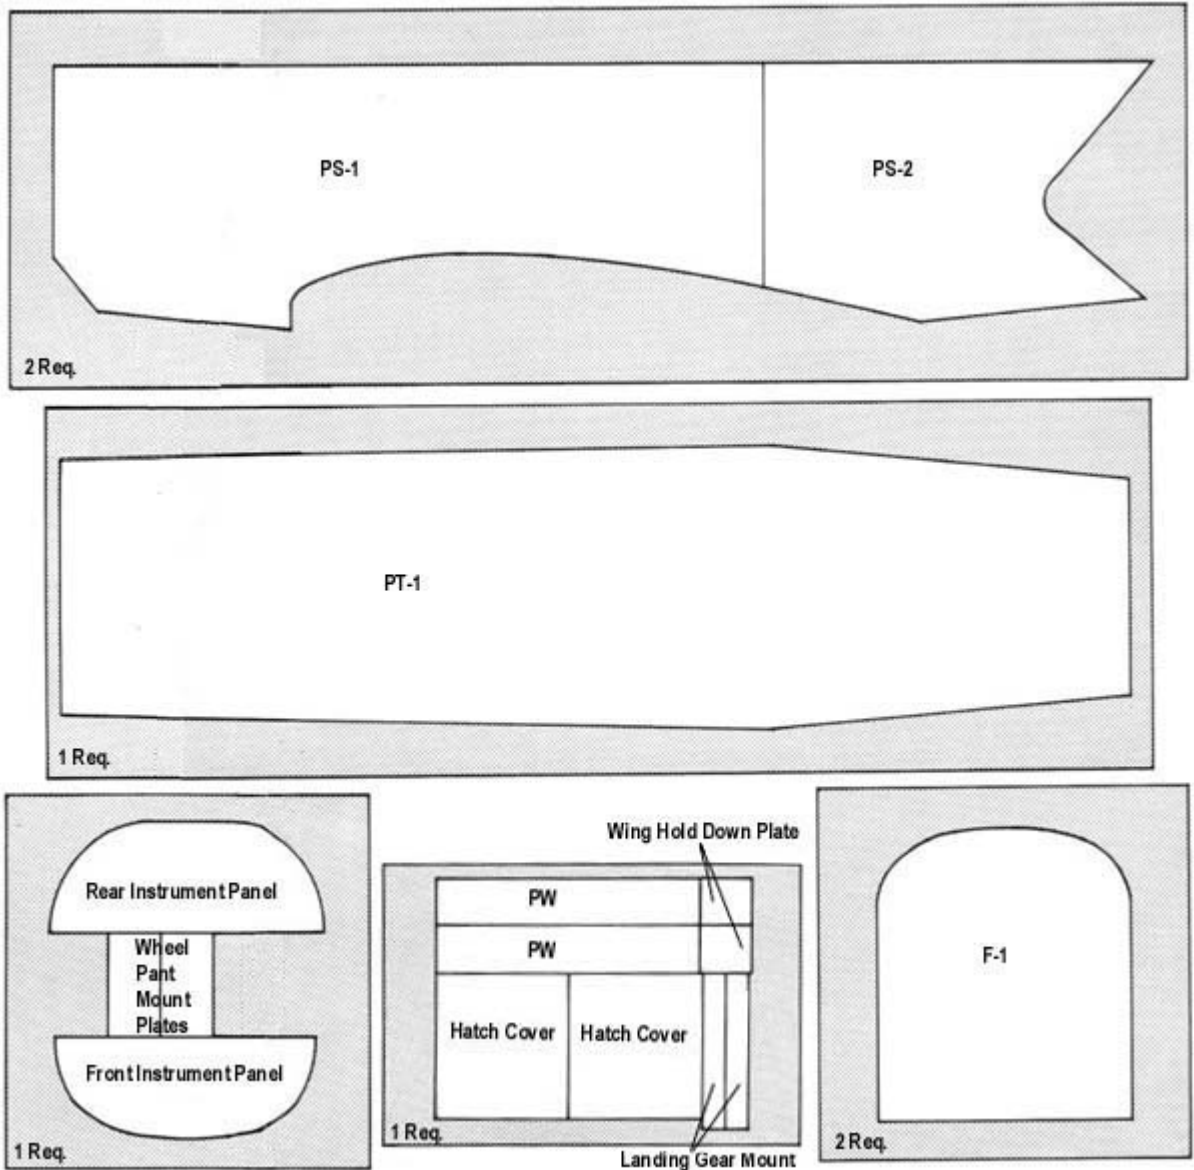 PS-1
PS-2
2 Req.
PT-1
1 Req.
Rear Instrument Panel
Wheel
Pant
Mount
Plates
Front Instrument Panel
1 Req.
Wing Hold Down Plate
PW
PW
Hatch Cover
Hatch Cover
1 Req.
Landing Gear Mount
F-1
2 Req.